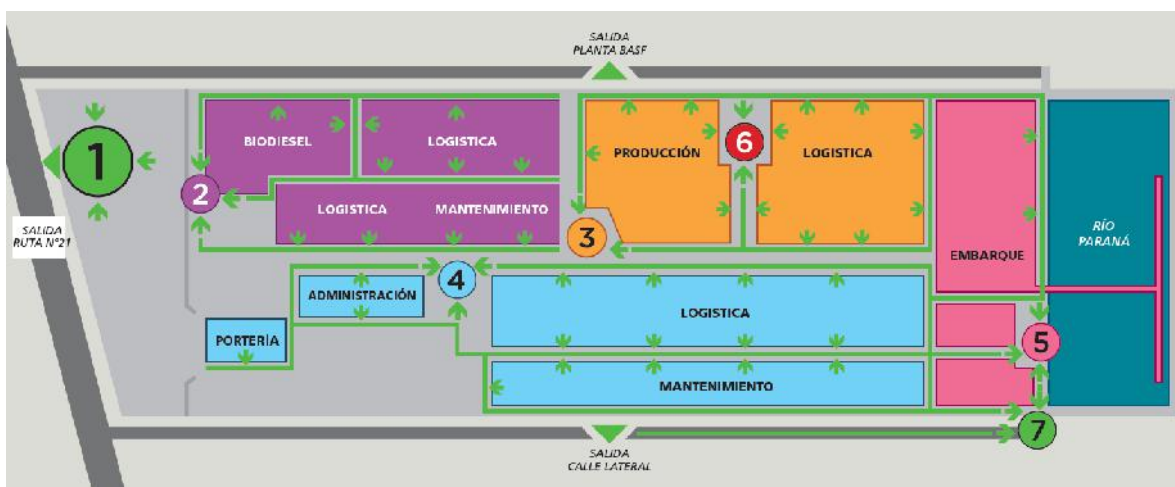 SALIDA
PLANTA BASF
1
BIODIESEL
LOGISTICA
PRODUCCIÓN
6
LOGISTICA
2
LOGISTICA
MANTENIMIENTO
3
SALIDA
RUTA N°21
RÍO
PARANÁ
EMBARQUE
4
ADMINISTRACIÓN
LOGISTICA
PORTERÍA
5
MANTENIMIENTO
7
SALIDA
CALLE LATERAL